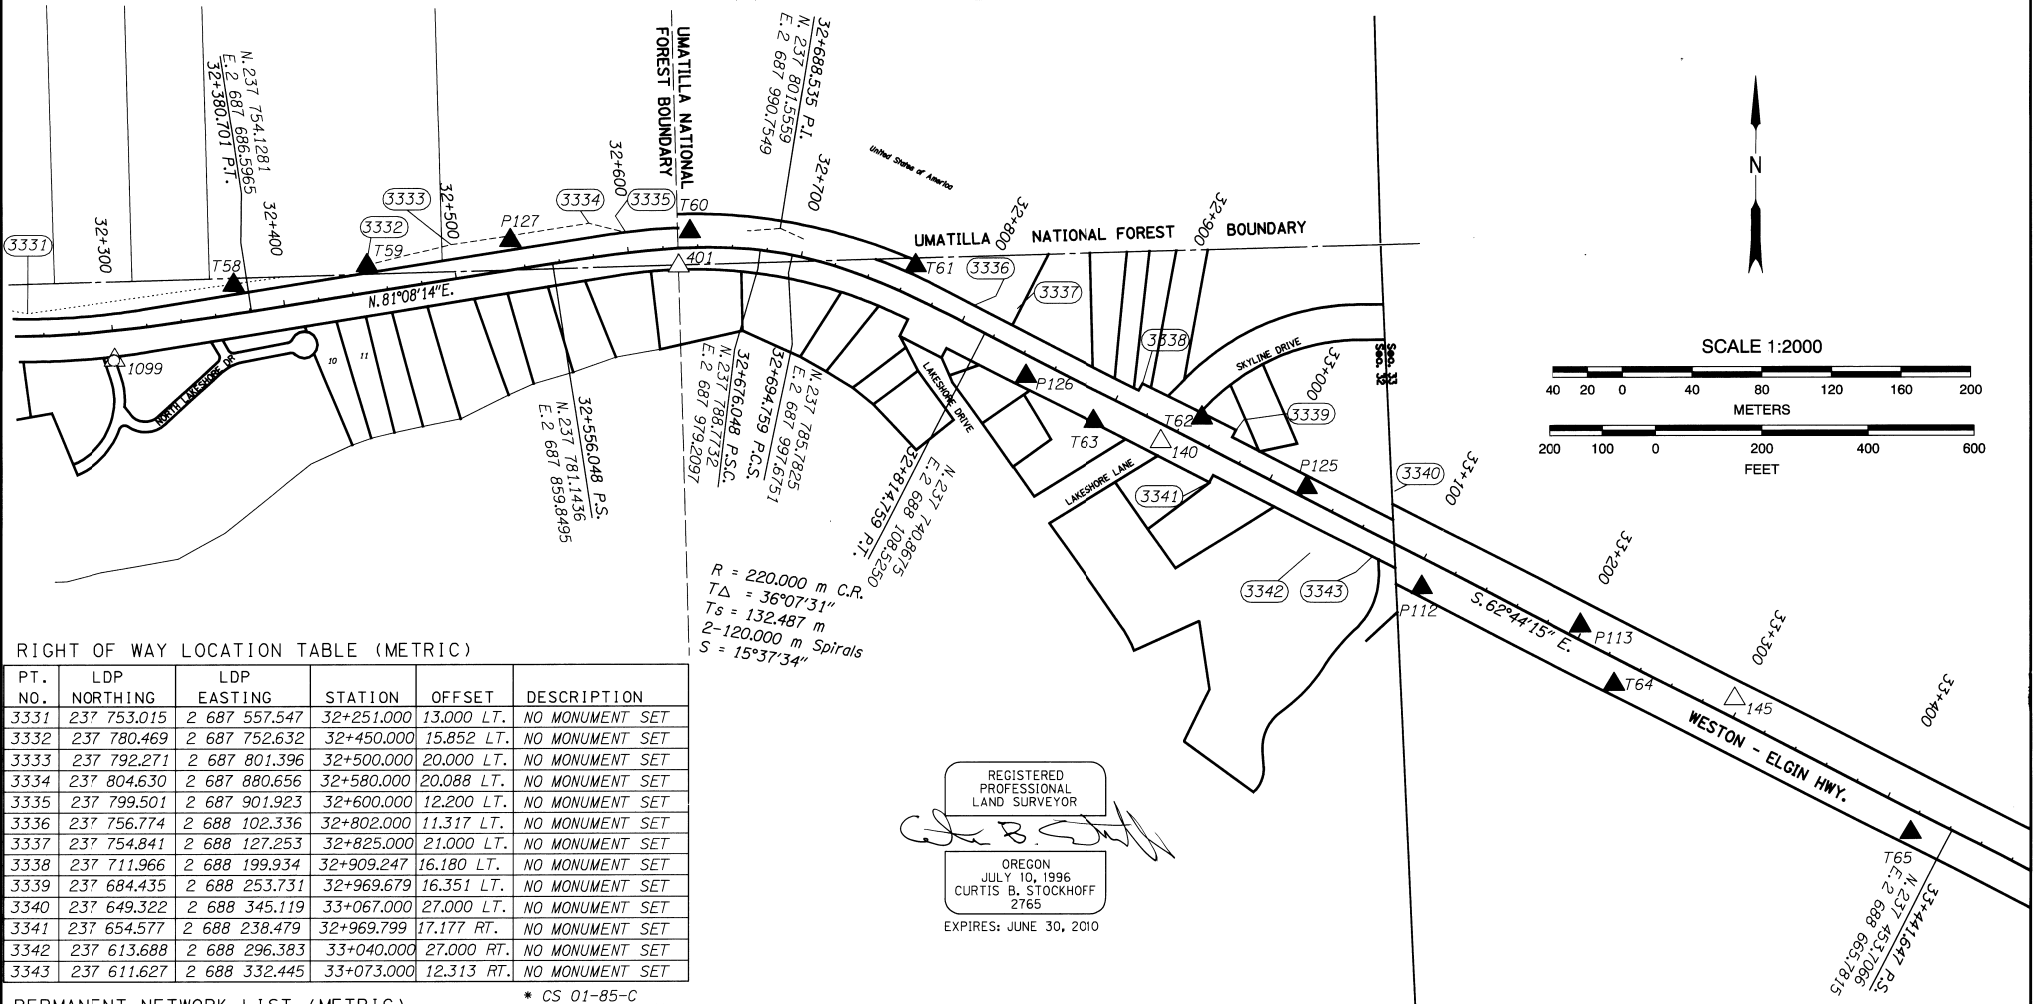 N. 237 754.1281
E. 2 687 686.5965
32+380.701 P.T.
UMATILLA NATIONAL
FOREST BOUNDARY
32+688.535 P.I.
N. 237 801.5559
E. 2 687 990.7549
United States of America
UMATILLA NATIONAL FOREST BOUNDARY
3331
32+300
32+400
T58
3332
T59
3333
32+500
P127
3334
32+600
3335
T60
401
32+700
T61
32+800
3336
3337
32+900
3338
N. 81°08'14"E.
1099
NORTH LAKESHORE DR
10
11
32+556.048 P.S.
N. 237 781.1436
E. 2 687 859.8495
32+676.048 P.S.C.
N. 237 788.7732
E. 2 687 979.2097
32+694.759 P.C.S.
N. 237 785.7825
E. 2 687 997.6751
32+814.759 P.T.
N. 237 740.8675
E. 2 688 108.5250
LAKESHORE DRIVE
P126
T63
T62
140
SKYLINE DRIVE
Sec. 32
Sec. 33
33+000
3339
P125
LAKESHORE LANE
3341
3340
33+100
3342
3343
P112
S. 62°44'15" E.
33+200
P113
T64
33+300
145
33+400
WESTON - ELGIN HWY.
T65
33+441.647 P.S.
N. 237 453.7066
E. 2 688 665.7815
R = 220.000 m C.R.
T△ = 36°07'31"
Ts = 132.487 m
2-120.000 m Spirals
S = 15°37'34"
N
SCALE 1:2000
40 20 0 40 80 120 160 200
METERS
200 100 0 200 400 600
FEET
RIGHT OF WAY LOCATION TABLE (METRIC)
PT. NO. LDP NORTHING LDP EASTING STATION OFFSET DESCRIPTION
3331 237 753.015 2 687 557.547 32+251.000 13.000 LT. NO MONUMENT SET
3332 237 780.469 2 687 752.632 32+450.000 15.852 LT. NO MONUMENT SET
3333 237 792.271 2 687 801.396 32+500.000 20.000 LT. NO MONUMENT SET
3334 237 804.630 2 687 880.656 32+580.000 20.088 LT. NO MONUMENT SET
3335 237 799.501 2 687 901.923 32+600.000 12.200 LT. NO MONUMENT SET
3336 237 756.774 2 688 102.336 32+802.000 11.317 LT. NO MONUMENT SET
3337 237 754.841 2 688 127.253 32+825.000 21.000 LT. NO MONUMENT SET
3338 237 711.966 2 688 199.934 32+909.247 16.180 LT. NO MONUMENT SET
3339 237 684.435 2 688 253.731 32+969.679 16.351 LT. NO MONUMENT SET
3340 237 649.322 2 688 345.119 33+067.000 27.000 LT. NO MONUMENT SET
3341 237 654.577 2 688 238.479 32+969.799 17.177 RT. NO MONUMENT SET
3342 237 613.688 2 688 296.383 33+040.000 27.000 RT. NO MONUMENT SET
3343 237 611.627 2 688 332.445 33+073.000 12.313 RT. NO MONUMENT SET
* CS 01-85-C
PERMANENT NETWORK LIST (METRIC)
REGISTERED
PROFESSIONAL
LAND SURVEYOR
OREGON
JULY 10, 1996
CURTIS B. STOCKHOFF
2765
EXPIRES: JUNE 30, 2010